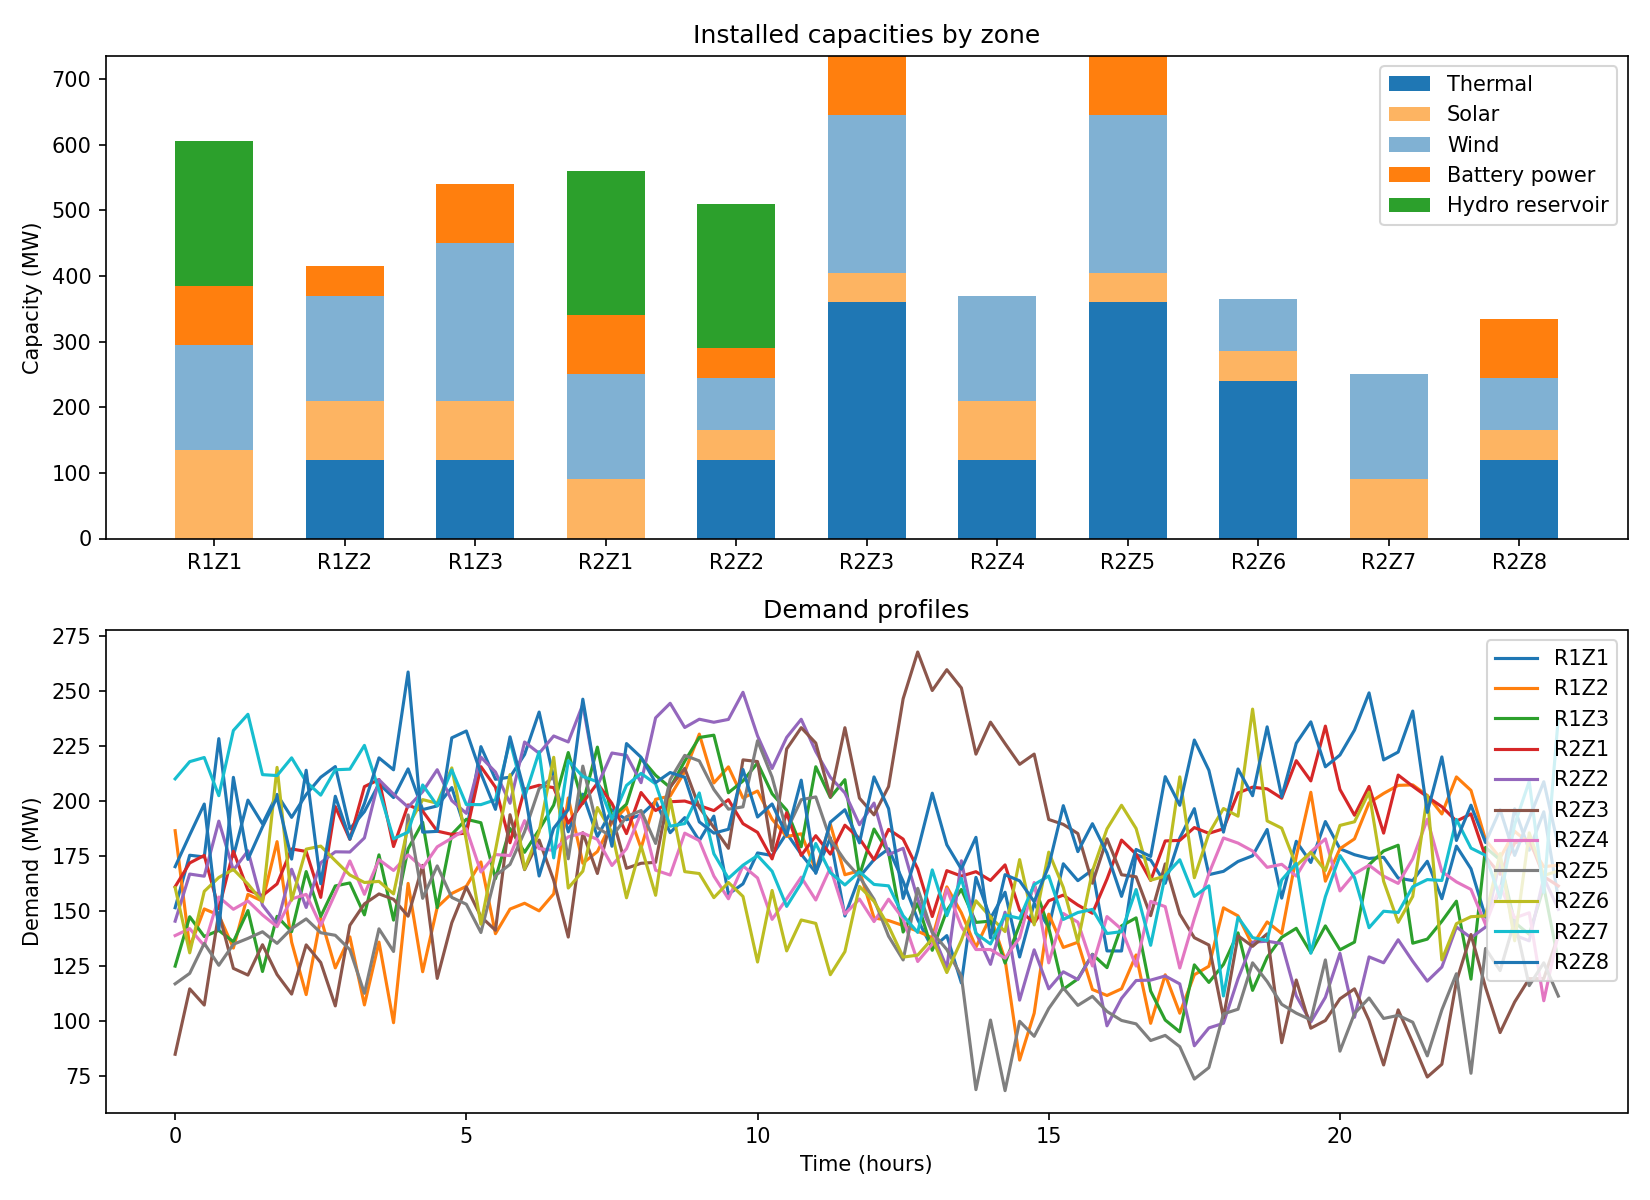 Installed capacities by zone
Capacity (MW)
700
600
500
400
300
200
100
0
Thermal
Solar
Wind
Battery power
Hydro reservoir
R1Z1 R1Z2 R1Z3 R2Z1 R2Z2 R2Z3 R2Z4 R2Z5 R2Z6 R2Z7 R2Z8
Demand profiles
Demand (MW)
275
250
225
200
175
150
125
100
75
R1Z1
R1Z2
R1Z3
R2Z1
R2Z2
R2Z3
R2Z4
R2Z5
R2Z6
R2Z7
R2Z8
0 5 10 15 20
Time (hours)